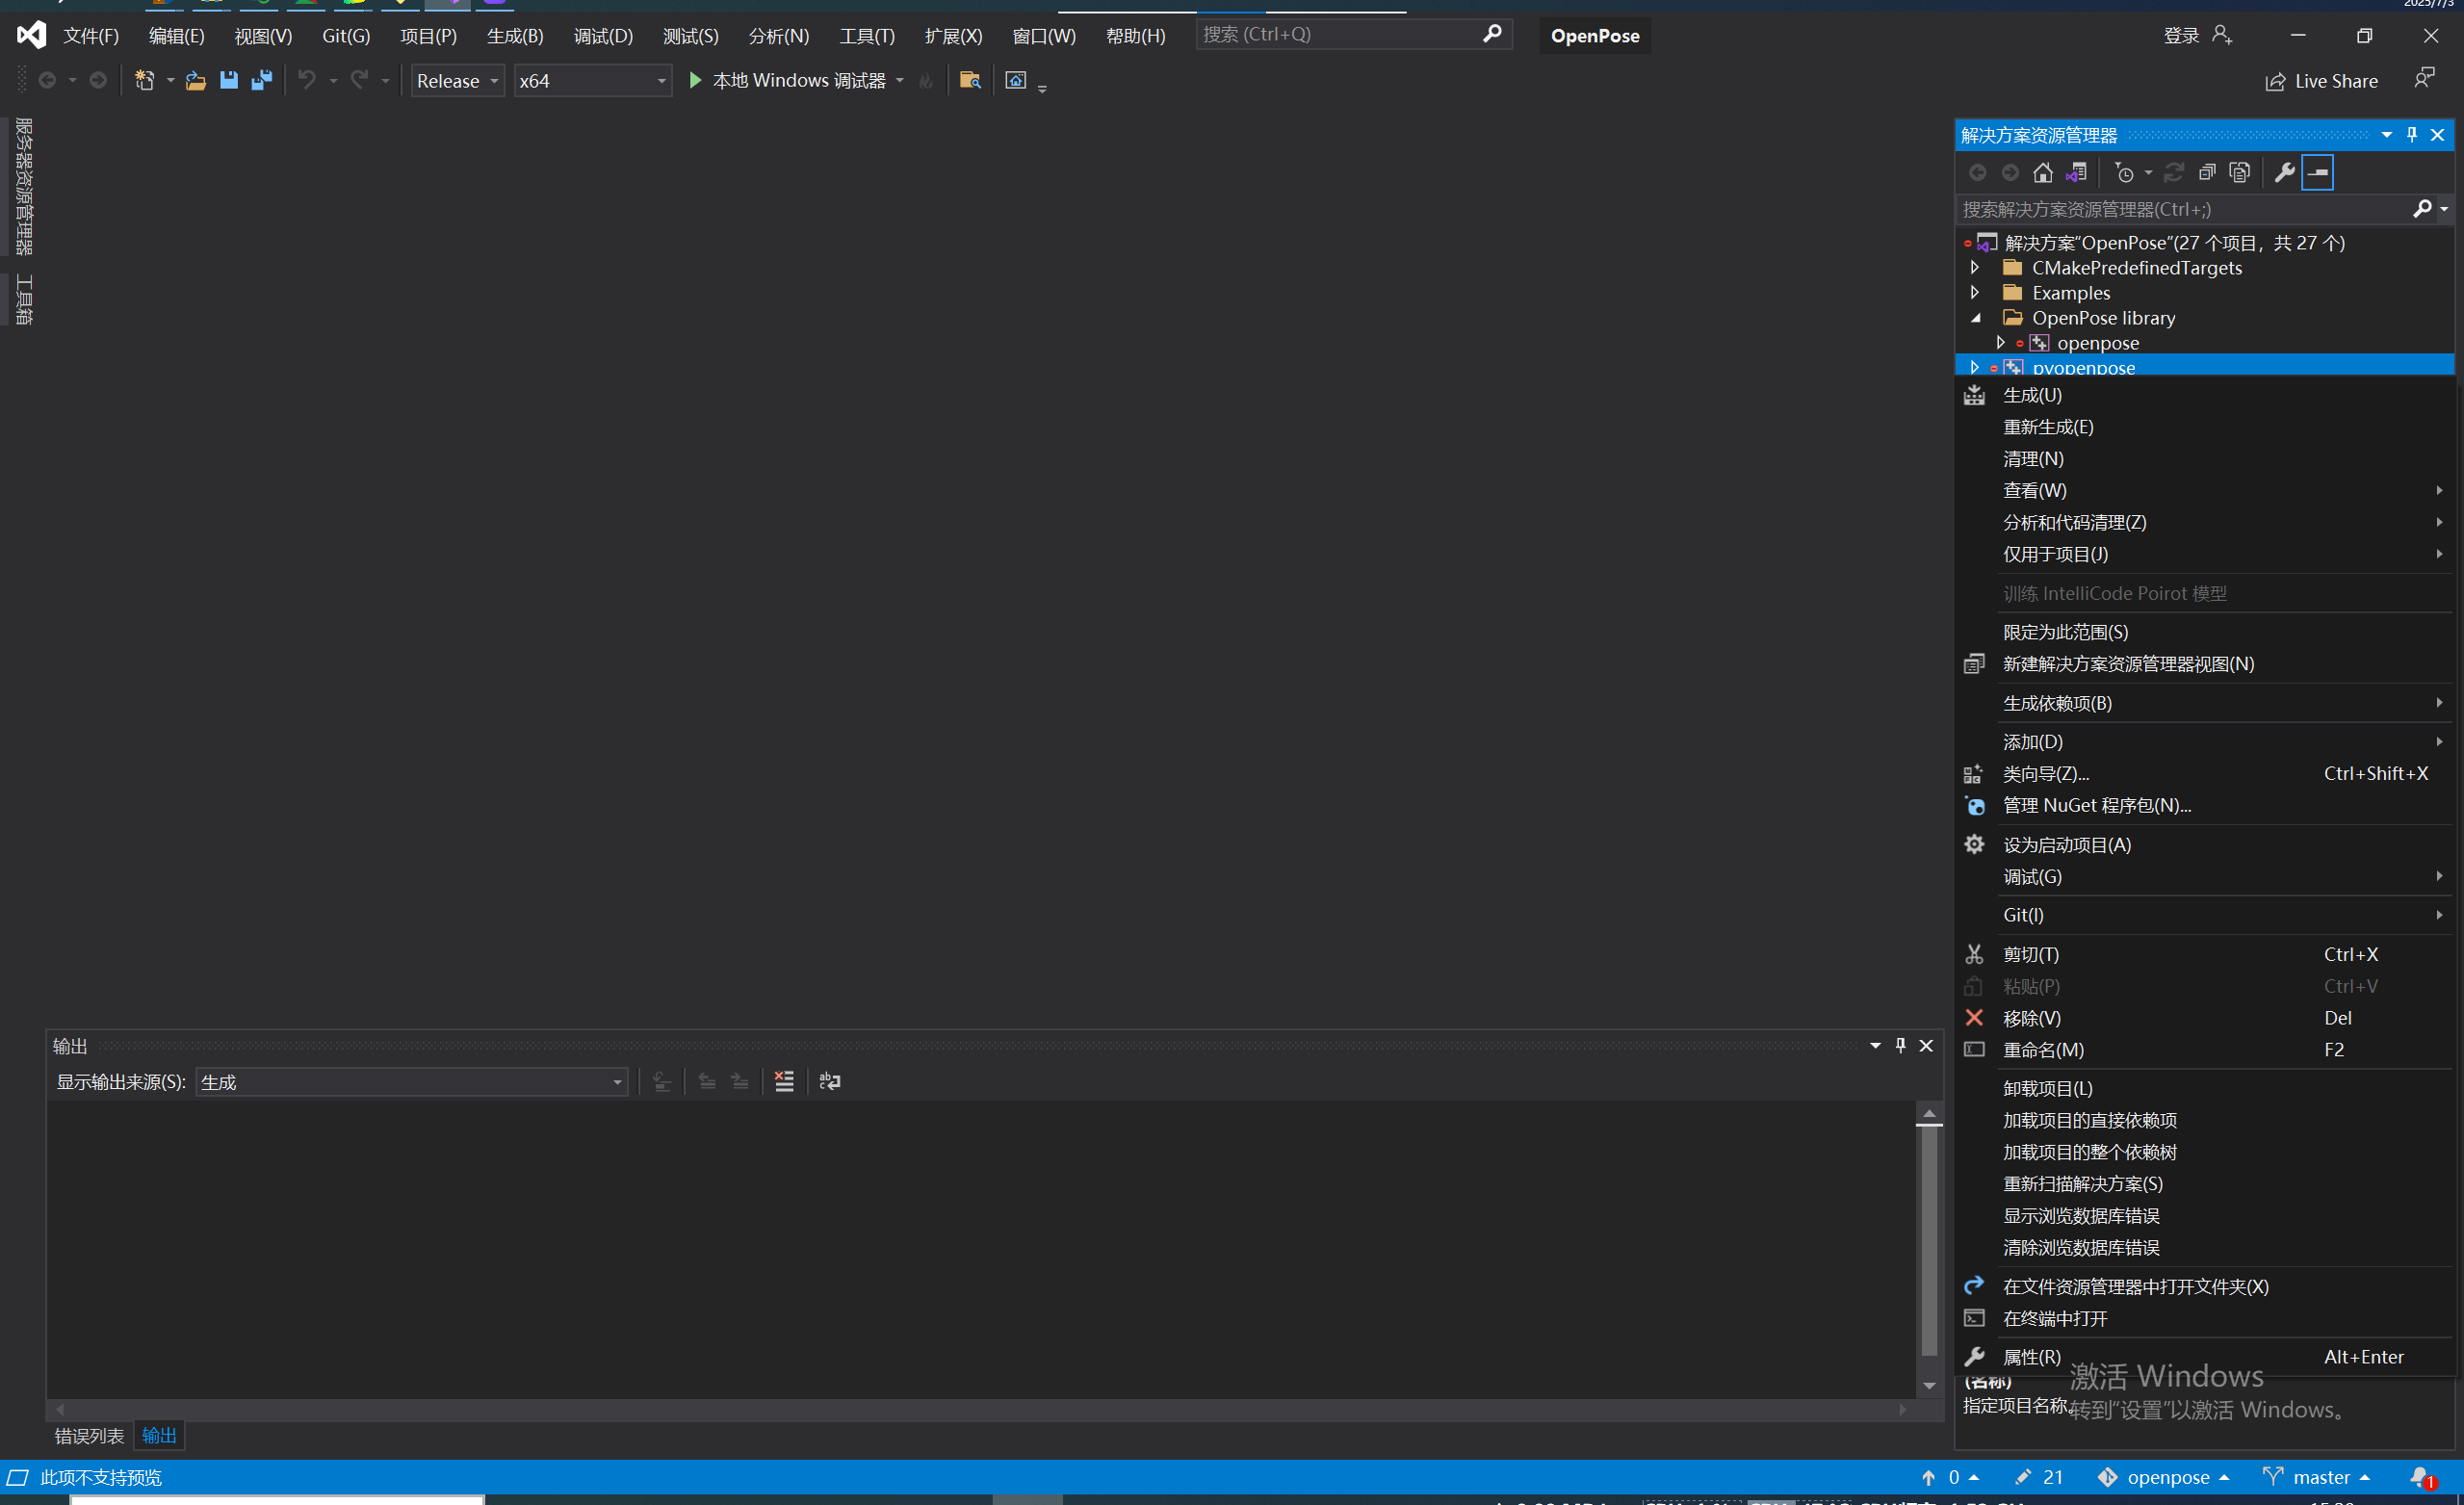 2025/7/3
文件(F) 编辑(E) 视图(V) Git(G) 项目(P) 生成(B) 调试(D) 测试(S) 分析(N) 工具(T) 扩展(X) 窗口(W) 帮助(H) 搜索 (Ctrl+Q) OpenPose 登录
Release x64 本地 Windows 调试器 Live Share
服务器资源管理器
工具箱
解决方案资源管理器
搜索解决方案资源管理器(Ctrl+;)
解决方案"OpenPose"(27 个项目，共 27 个)
CMakePredefinedTargets
Examples
OpenPose library
openpose
pyopenpose
生成(U)
重新生成(E)
清理(N)
查看(W)
分析和代码清理(Z)
仅用于项目(J)
训练 IntelliCode Poirot 模型
限定为此范围(S)
新建解决方案资源管理器视图(N)
生成依赖项(B)
添加(D)
类向导(Z)... Ctrl+Shift+X
管理 NuGet 程序包(N)...
设为启动项目(A)
调试(G)
Git(I)
剪切(T) Ctrl+X
粘贴(P) Ctrl+V
移除(V) Del
重命名(M) F2
卸载项目(L)
加载项目的直接依赖项
加载项目的整个依赖树
重新扫描解决方案(S)
显示浏览数据库错误
清除浏览数据库错误
在文件资源管理器中打开文件夹(X)
在终端中打开
属性(R) Alt+Enter
(名称)
指定项目名称。
激活 Windows
转到"设置"以激活 Windows。
输出
显示输出来源(S): 生成
错误列表 输出
此项不支持预览 0 21 openpose master 1